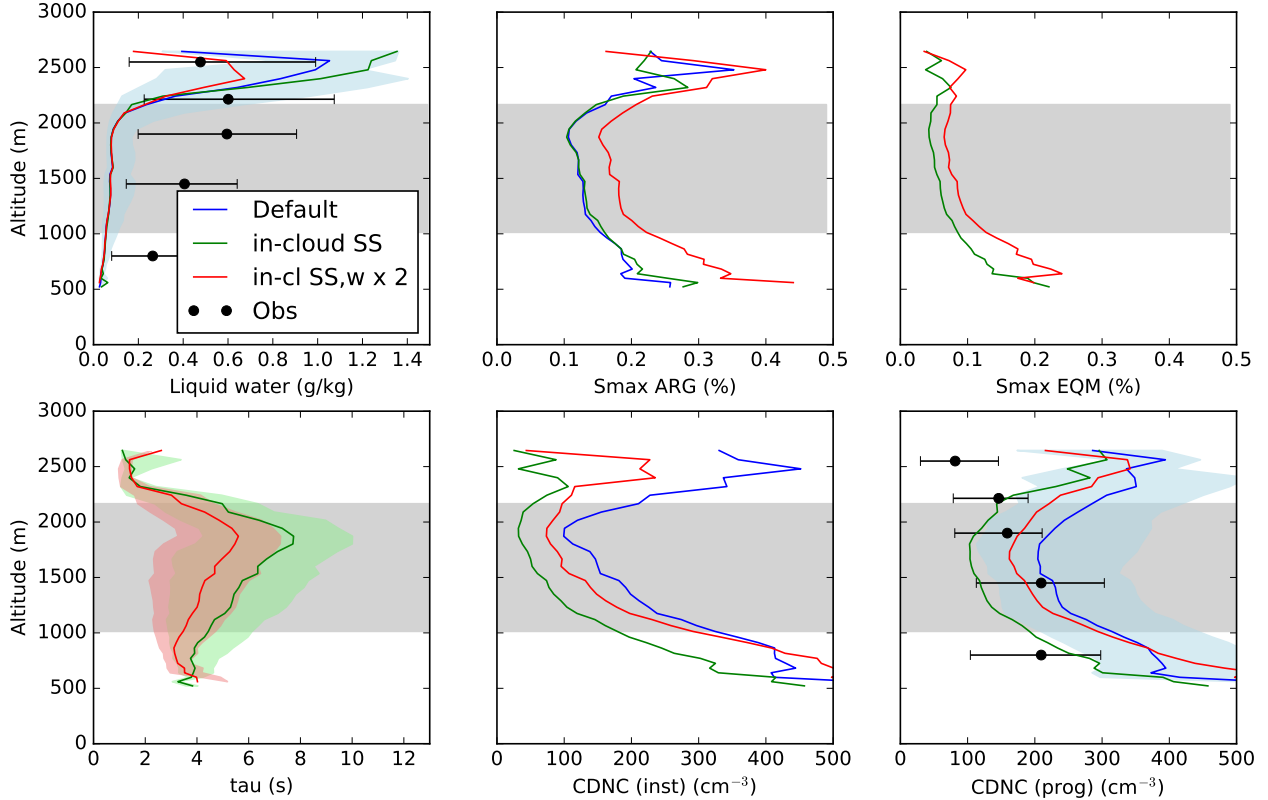 3000
2500
2000
1500
1000
500
0
Altitude (m)
0.0 0.2 0.4 0.6 0.8 1.0 1.2 1.4
Liquid water (g/kg)
Default
in-cloud SS
in-cl SS,w x 2
Obs
0.0 0.1 0.2 0.3 0.4 0.5
Smax ARG (%)
0.0 0.1 0.2 0.3 0.4 0.5
Smax EQM (%)
3000
2500
2000
1500
1000
500
0
Altitude (m)
0 2 4 6 8 10 12
tau (s)
0 100 200 300 400 500
CDNC (inst) (cm⁻³)
0 100 200 300 400 500
CDNC (prog) (cm⁻³)